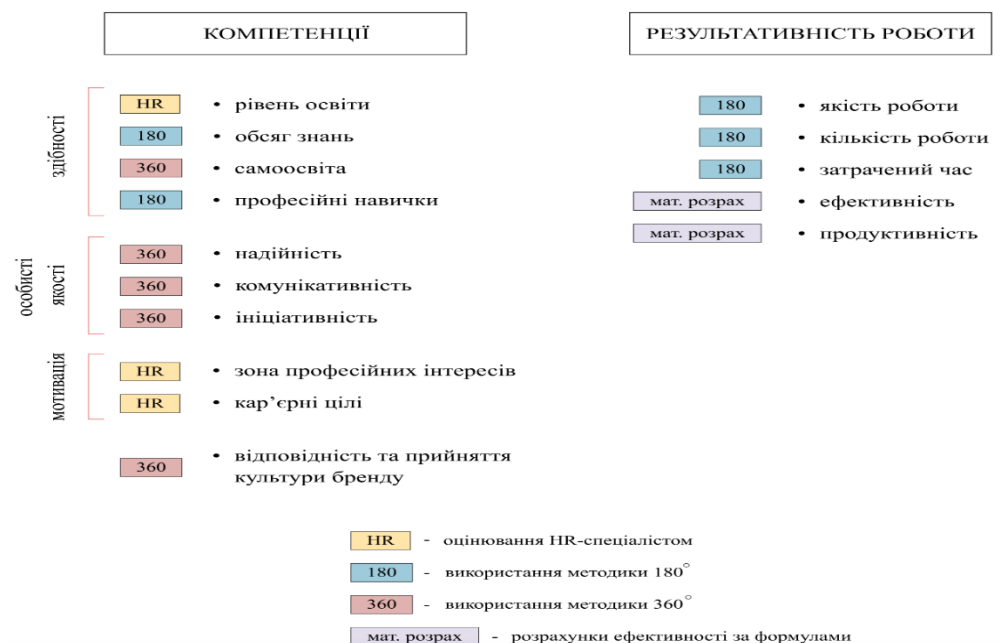 КОМПЕТЕНЦІЇ
здібності
HR • рівень освіти
180 • обсяг знань
360 • самоосвіта
180 • професійні навички
особисті
якості
360 • надійність
360 • комунікативність
360 • ініціативність
мотивація
HR • зона професійних інтересів
HR • кар’єрні цілі
360 • відповідність та прийняття
культури бренду
РЕЗУЛЬТАТИВНІСТЬ РОБОТИ
180 • якість роботи
180 • кількість роботи
180 • затрачений час
мат. розрах • ефективність
мат. розрах • продуктивність
HR - оцінювання HR-спеціалістом
180 - використання методики 180°
360 - використання методики 360°
мат. розрах - розрахунки ефективності за формулами